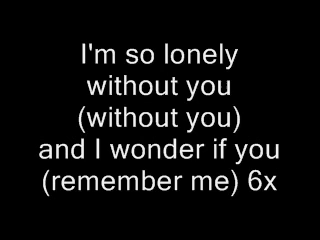 I'm so lonely
without you
(without you)
and I wonder if you
(remember me) 6x